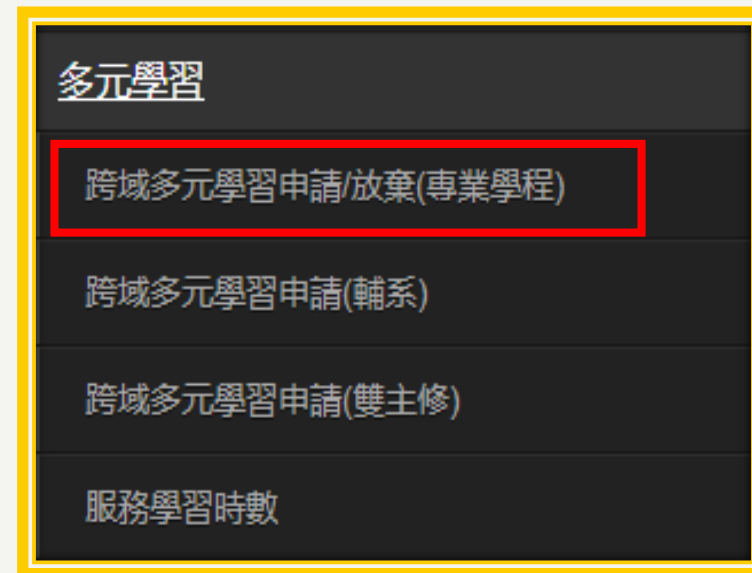 多元學習
跨域多元學習申請/放棄(專業學程)
跨域多元學習申請(輔系)
跨域多元學習申請(雙主修)
服務學習時數